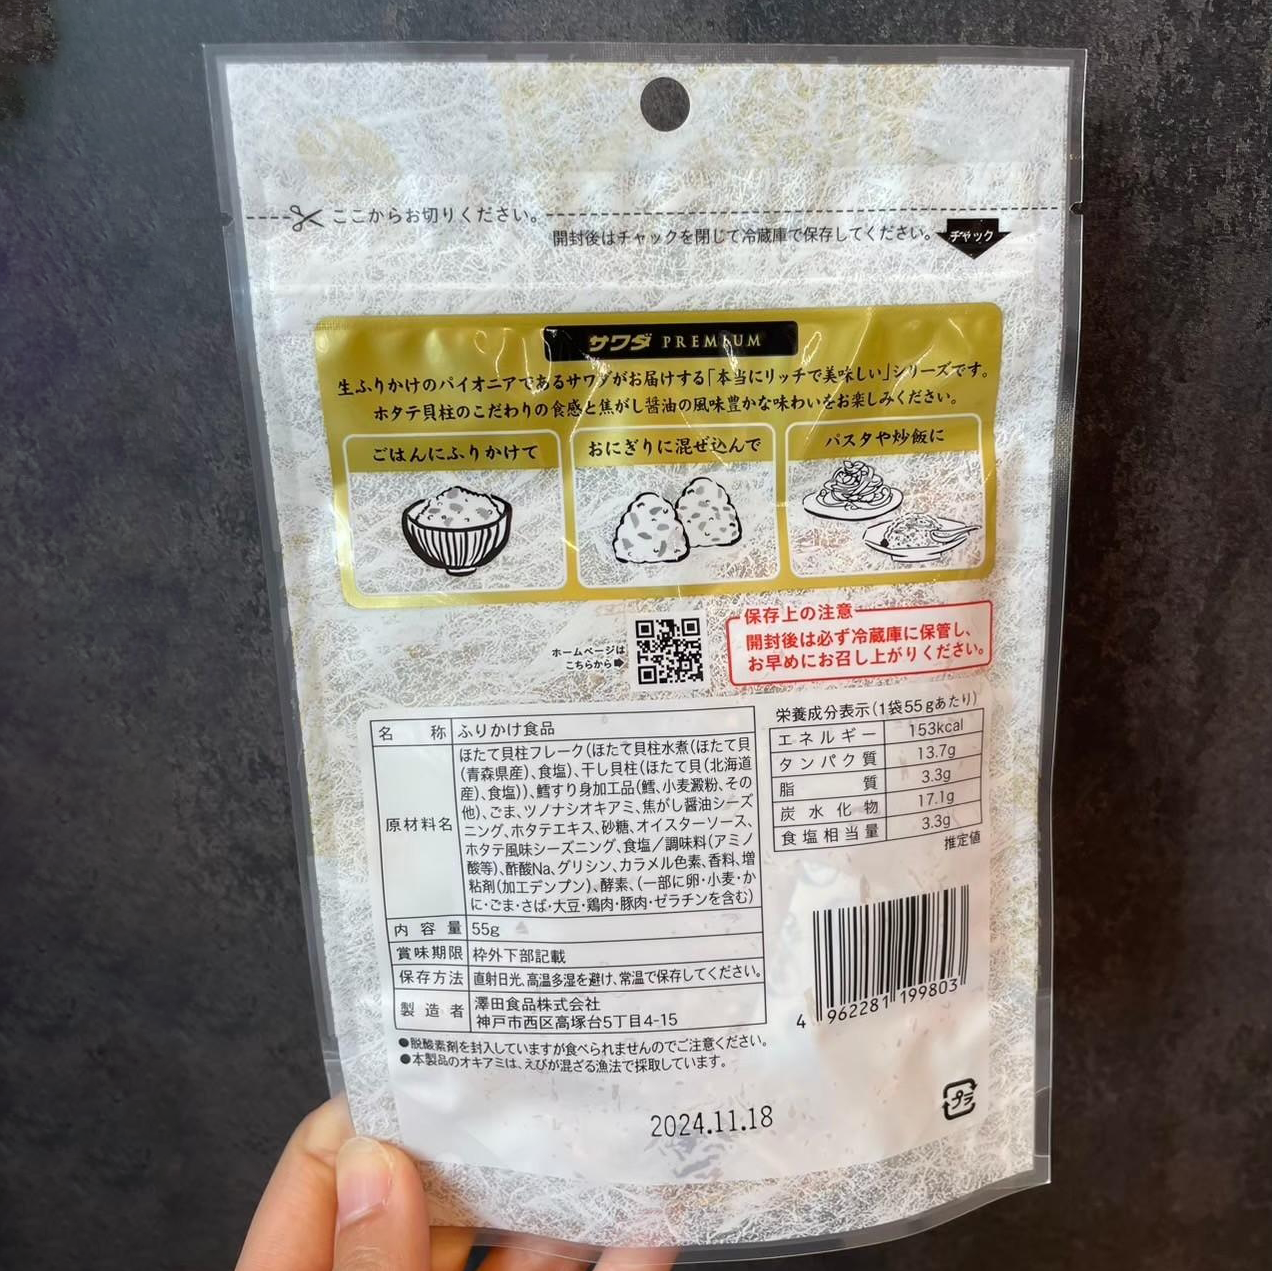 ここからお切りください。
開封後はチャックを閉じて冷蔵庫で保存してください。
チャック
サワダ PREMIUM
生ふりかけのパイオニアであるサワダがお届けする「本当にリッチで美味しい」シリーズです。
ホタテ貝柱のこだわりの食感と焦がし醤油の風味豊かな味わいをお楽しみください。
ごはんにふりかけて
おにぎりに混ぜ込んで
パスタや炒飯に
ホームページは
こちらから
保存上の注意
開封後は必ず冷蔵庫に保管し、
お早めにお召し上がりください。
名 称 ふりかけ食品
原材料名
ほたて貝柱フレーク(ほたて貝柱水煮(ほたて貝
(青森県産)、食塩)、干し貝柱(ほたて貝(北海道
産)、食塩))、鱈すり身加工品(鱈、小麦澱粉、その
他)、ごま、ツノナシオキアミ、焦がし醤油シーズ
ニング、ホタテエキス、砂糖、オイスターソース、
ホタテ風味シーズニング、食塩/調味料(アミノ
酸等)、酢酸Na、グリシン、カラメル色素、香料、増
粘剤(加工デンプン)、酵素、(一部に卵・小麦・か
に・ごま・さば・大豆・鶏肉・豚肉・ゼラチンを含む)
内 容 量 55g
賞味期限 枠外下部記載
保存方法 直射日光、高温多湿を避け、常温で保存してください。
製 造 者
澤田食品株式会社
神戸市西区高塚台5丁目4-15
●脱酸素剤を封入していますが食べられませんのでご注意ください。
●本製品のオキアミは、えびが混ざる漁法で採取しています。
栄養成分表示(1袋55gあたり)
エネルギー 153kcal
タンパク質 13.7g
脂 質 3.3g
炭水化物 17.1g
食塩相当量 3.3g
推定値
4 962281 199803
プラ
2024.11.18